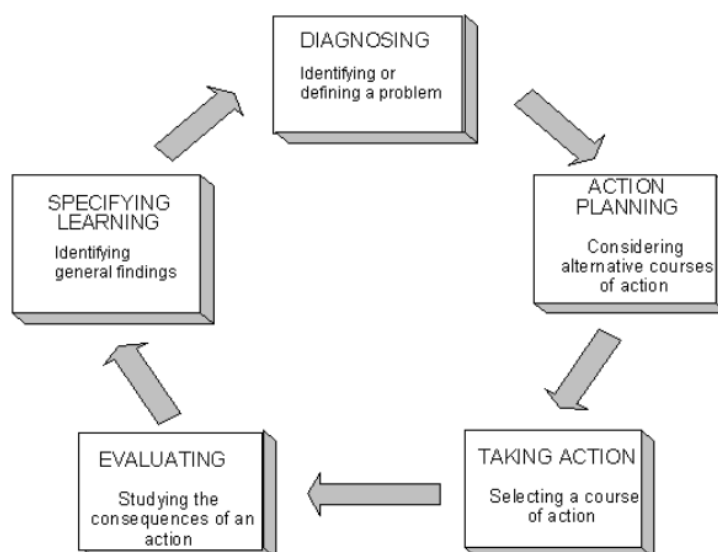 DIAGNOSING
Identifying or
defining a problem
ACTION
PLANNING
Considering
alternative courses
of action
TAKING ACTION
Selecting a course
of action
EVALUATING
Studying the
consequences of an
action
SPECIFYING
LEARNING
Identifying
general findings